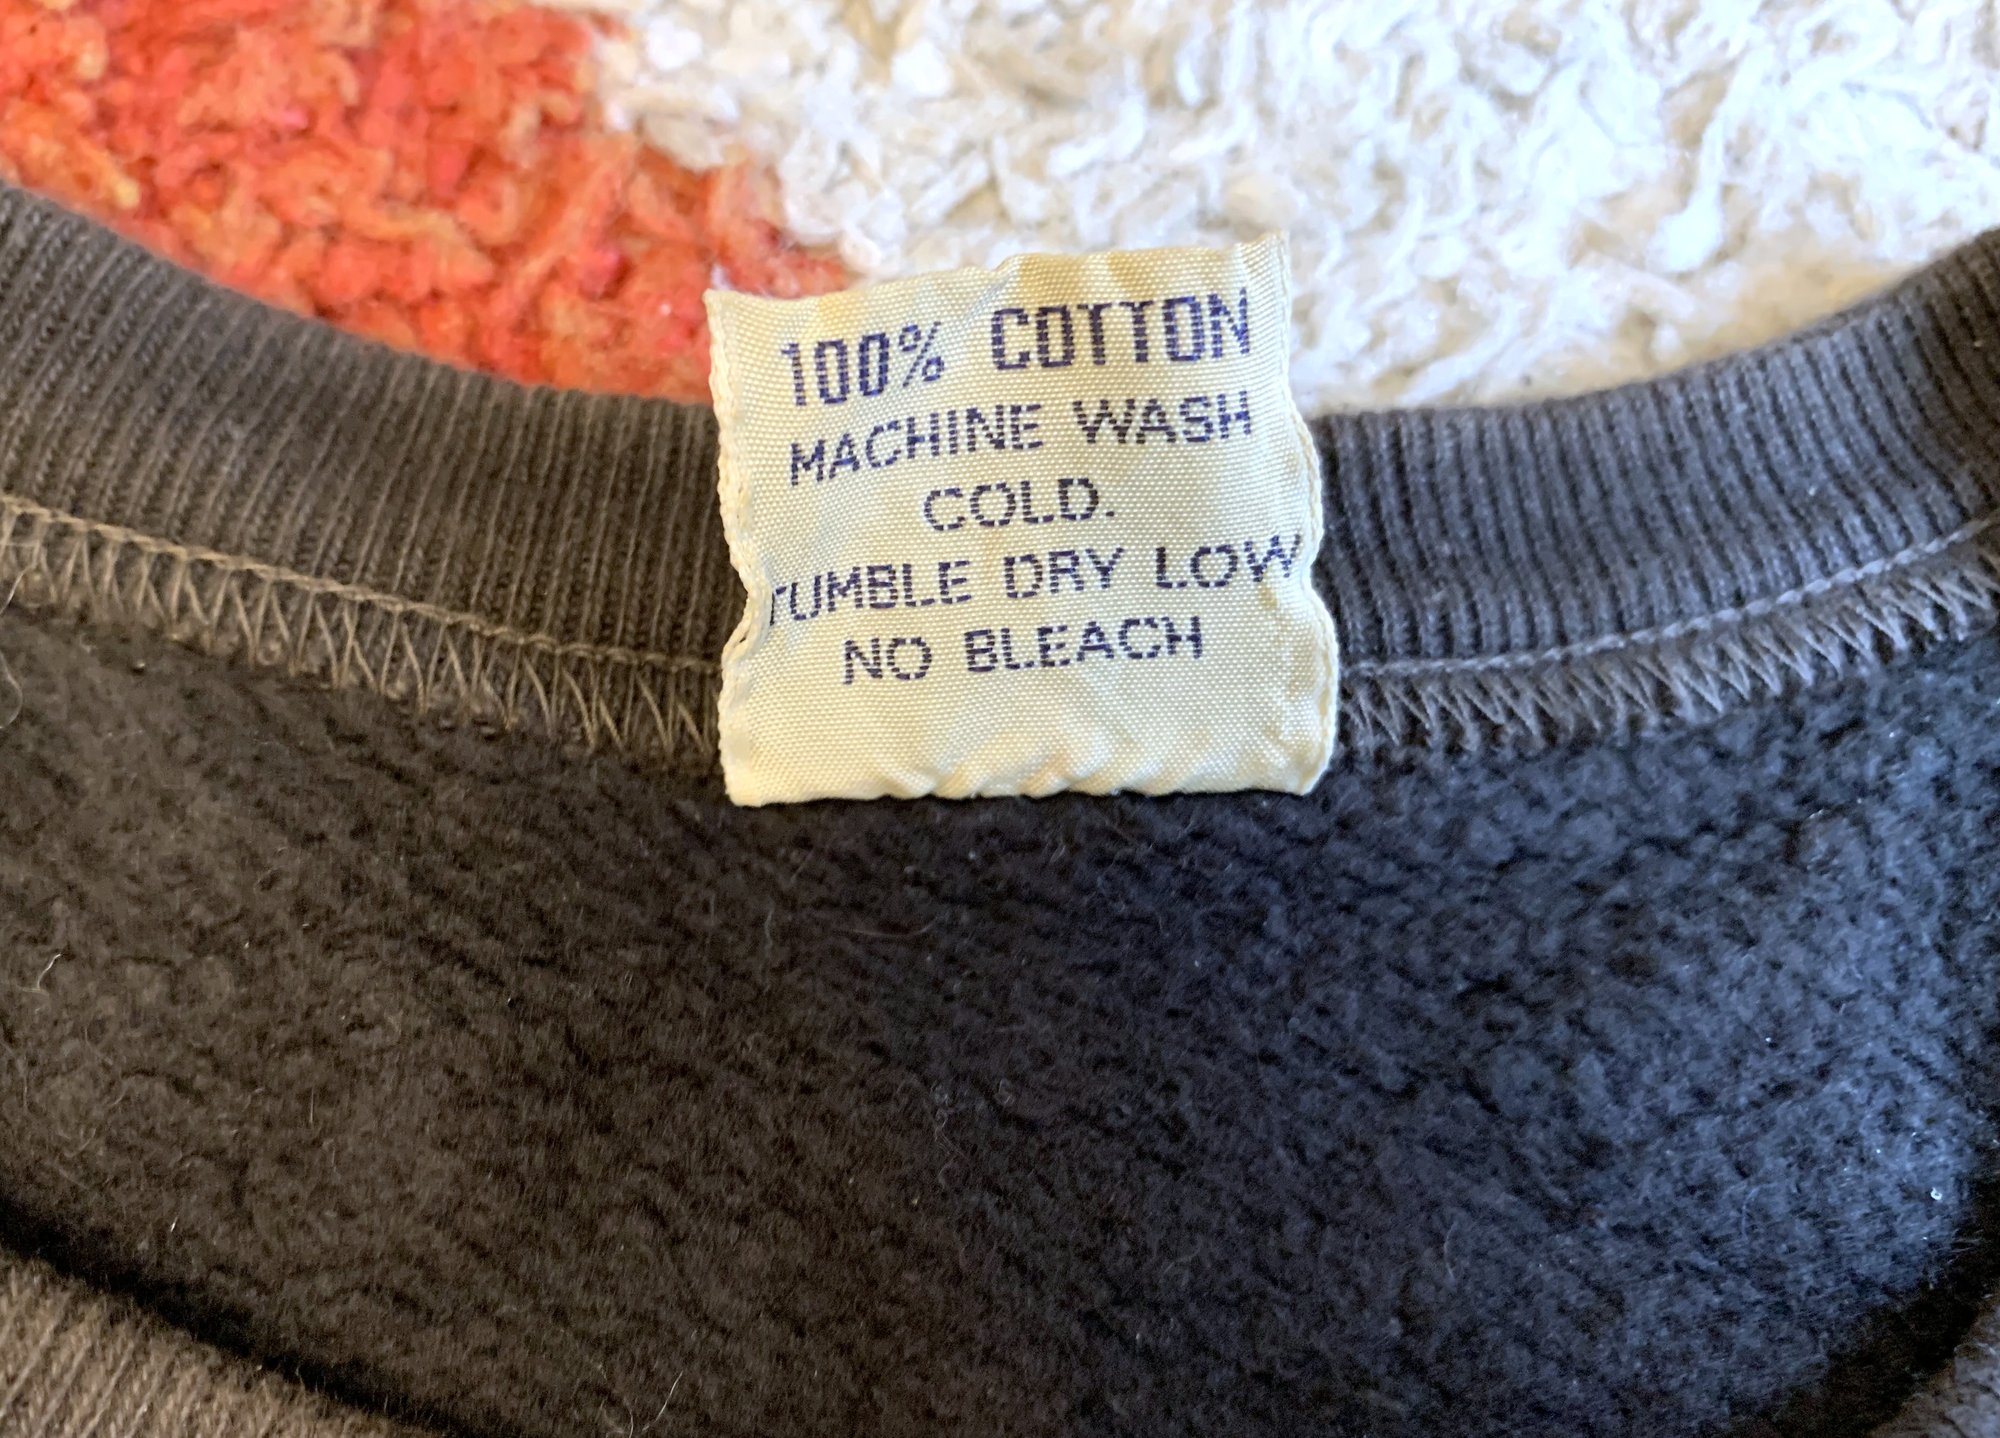 100% COTTON
MACHINE WASH
COLD.
TUMBLE DRY LOW
NO BLEACH